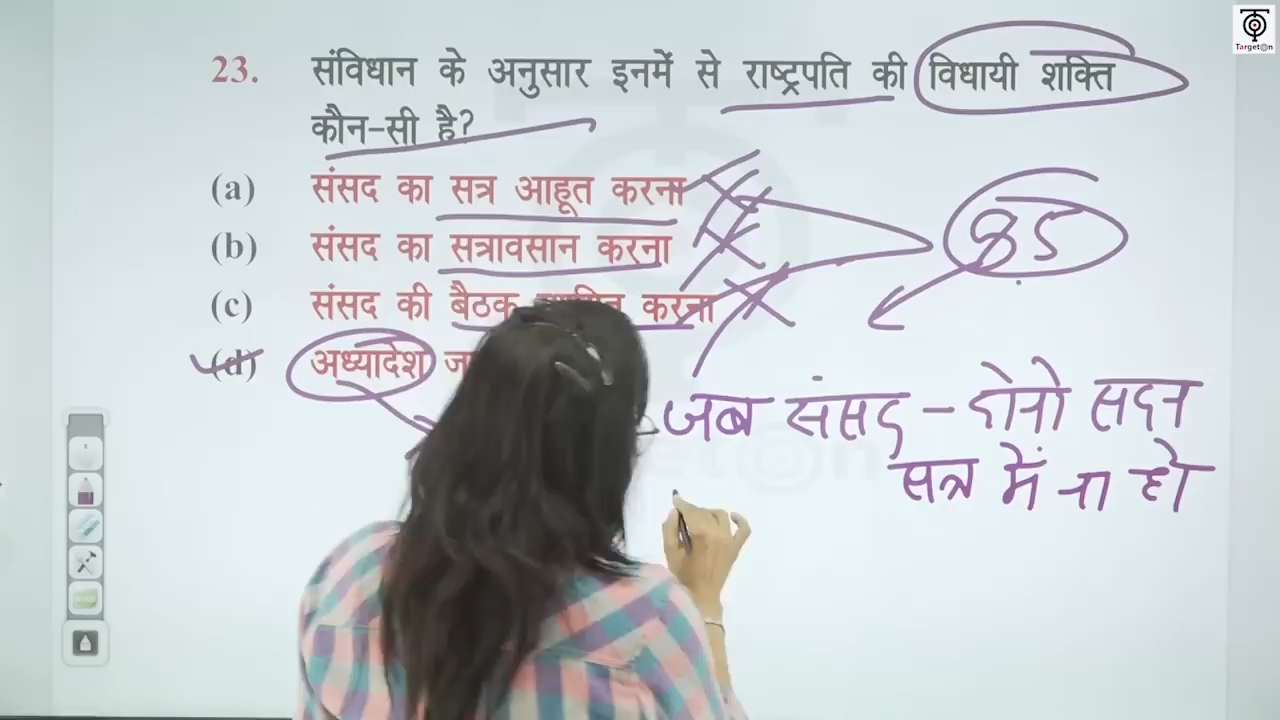 Target
23. संविधान के अनुसार इनमें से राष्ट्रपति की विधायी शक्ति
कौन-सी है?
(a) संसद का सत्र आहूत करना
(b) संसद का सत्रावसान करना
(c) संसद की बैठक करना
(d) अध्यादेश
85
जब संसद - दोनो सदन
सत्र में ना हो